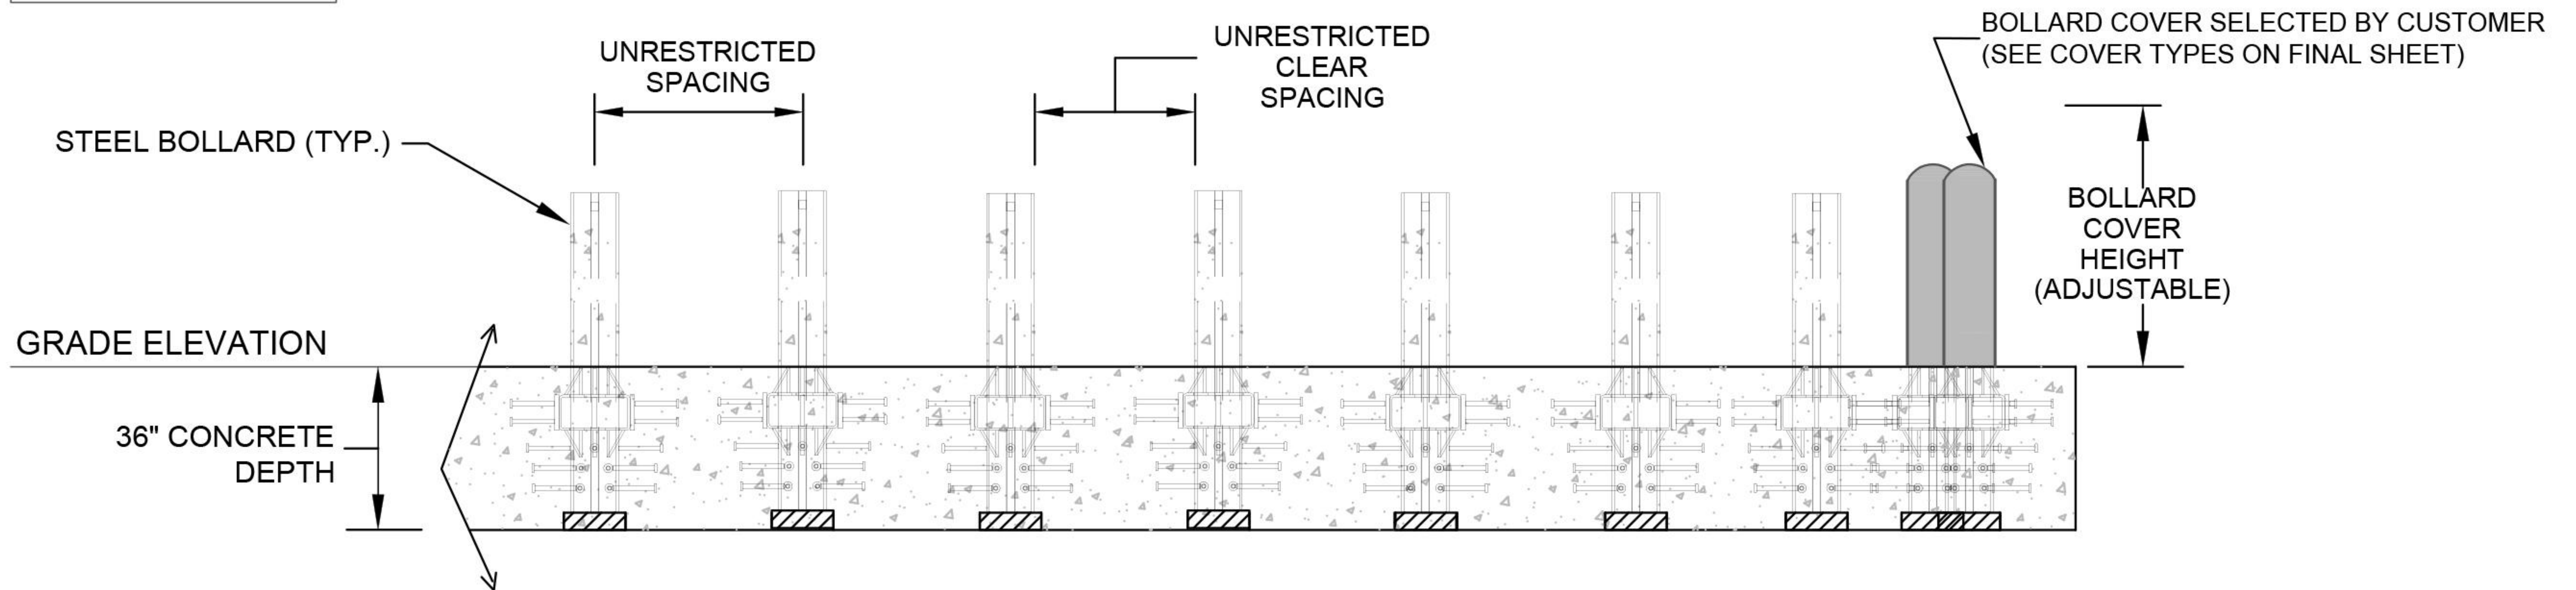 BOLLARD COVER SELECTED BY CUSTOMER
(SEE COVER TYPES ON FINAL SHEET)
UNRESTRICTED
SPACING
UNRESTRICTED
CLEAR
SPACING
STEEL BOLLARD (TYP.)
BOLLARD
COVER
HEIGHT
(ADJUSTABLE)
GRADE ELEVATION
36" CONCRETE
DEPTH